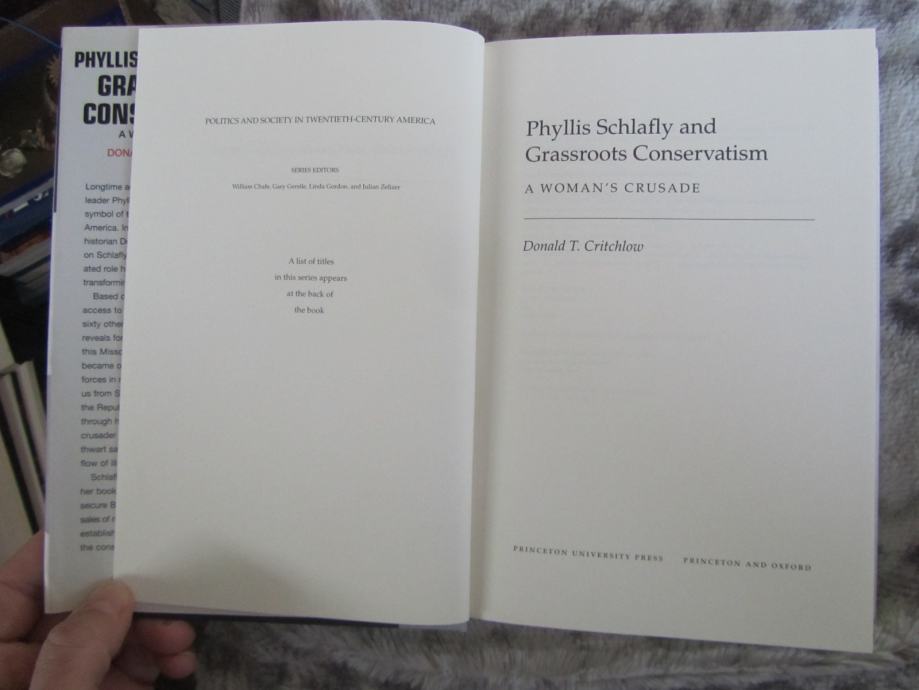 PHYLLIS
GRA
CONS
A W
DONA
Longtime a
leader Phyl
symbol of
America. In
historian D
on Schlafly
ated role h
transformin
Based o
access to
sixty other
reveals for
this Misso
became o
forces in
us from S
the Repu
through h
crusader
thwart sa
flow of
Schlaf
her book
secure B
sales of
establish
the cons
POLITICS AND SOCIETY IN TWENTIETH-CENTURY AMERICA
SERIES EDITORS
William Chafe, Gary Gerstle, Linda Gordon, and Julian Zelizer
A list of titles
in this series appears
at the back of
the book
Phyllis Schlafly and
Grassroots Conservatism
A WOMAN'S CRUSADE
Donald T. Critchlow
PRINCETON UNIVERSITY PRESS PRINCETON AND OXFORD